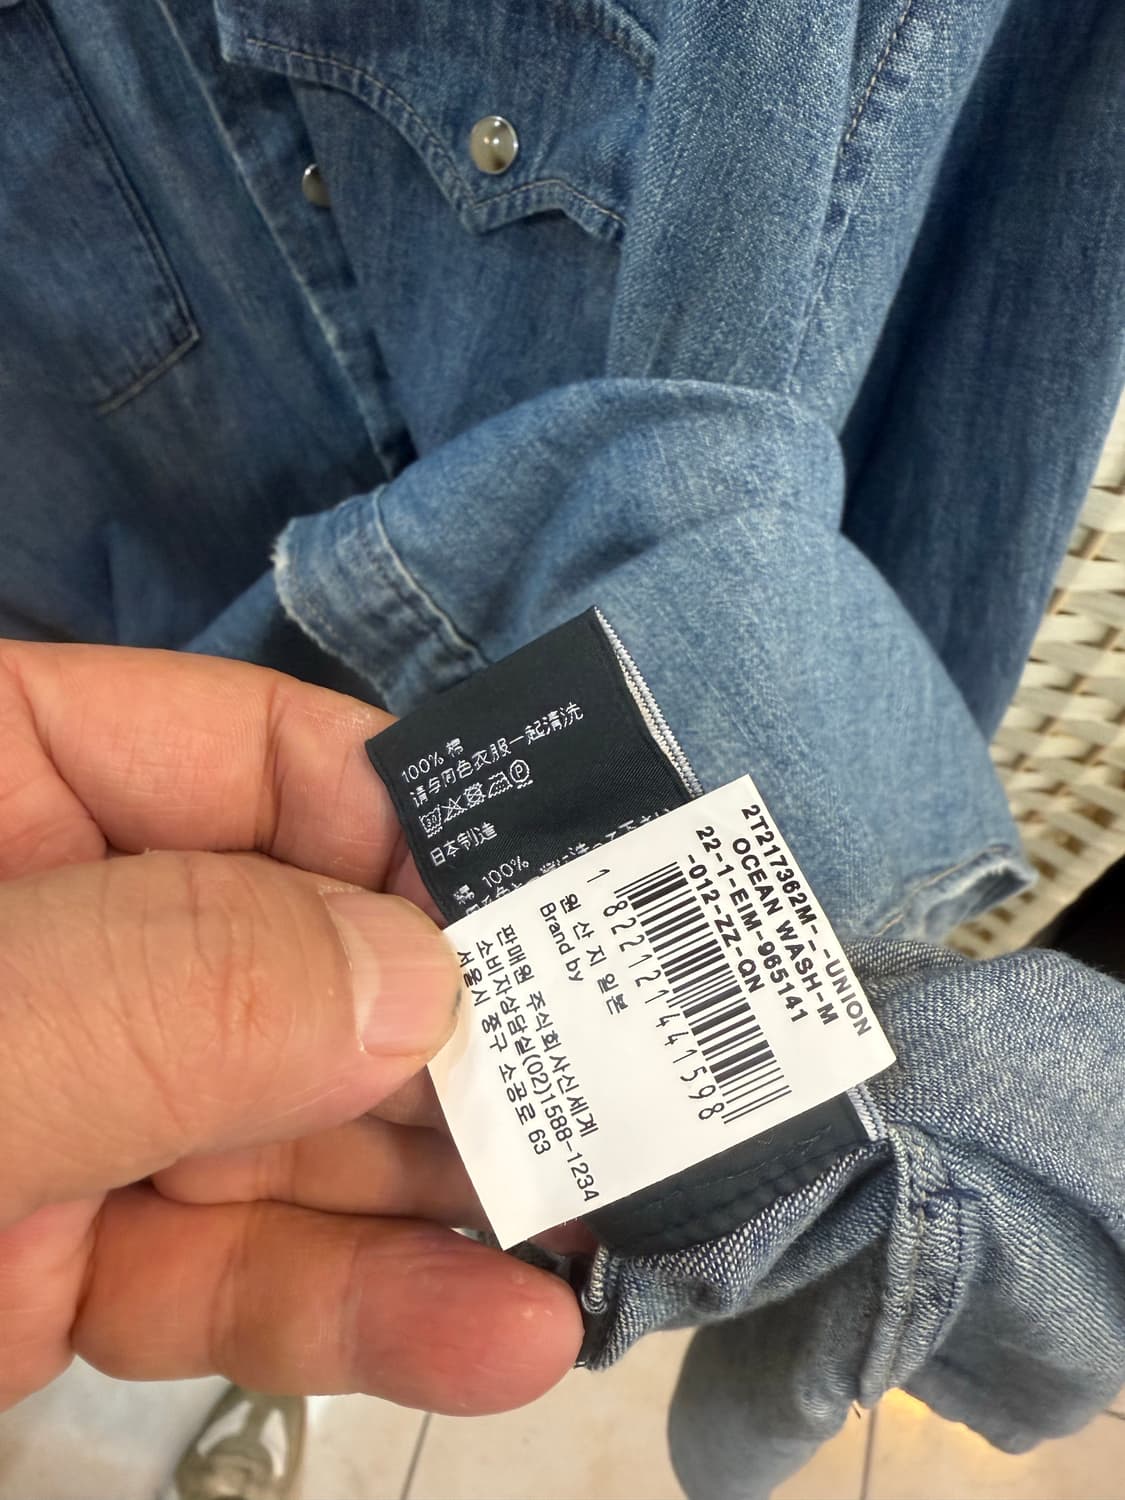 100% 棉
请与同色衣服一起清洗
日本制造
100%
2T217362M---UNION
OCEAN WASH-M
22-1-EIM-965141
-012-ZZ-QN
1 822121441598
원산지 일본
Brand by
판매원 주식회사신세계
소비자상담실(02)1588-1234
서울시 중구 소공로 63